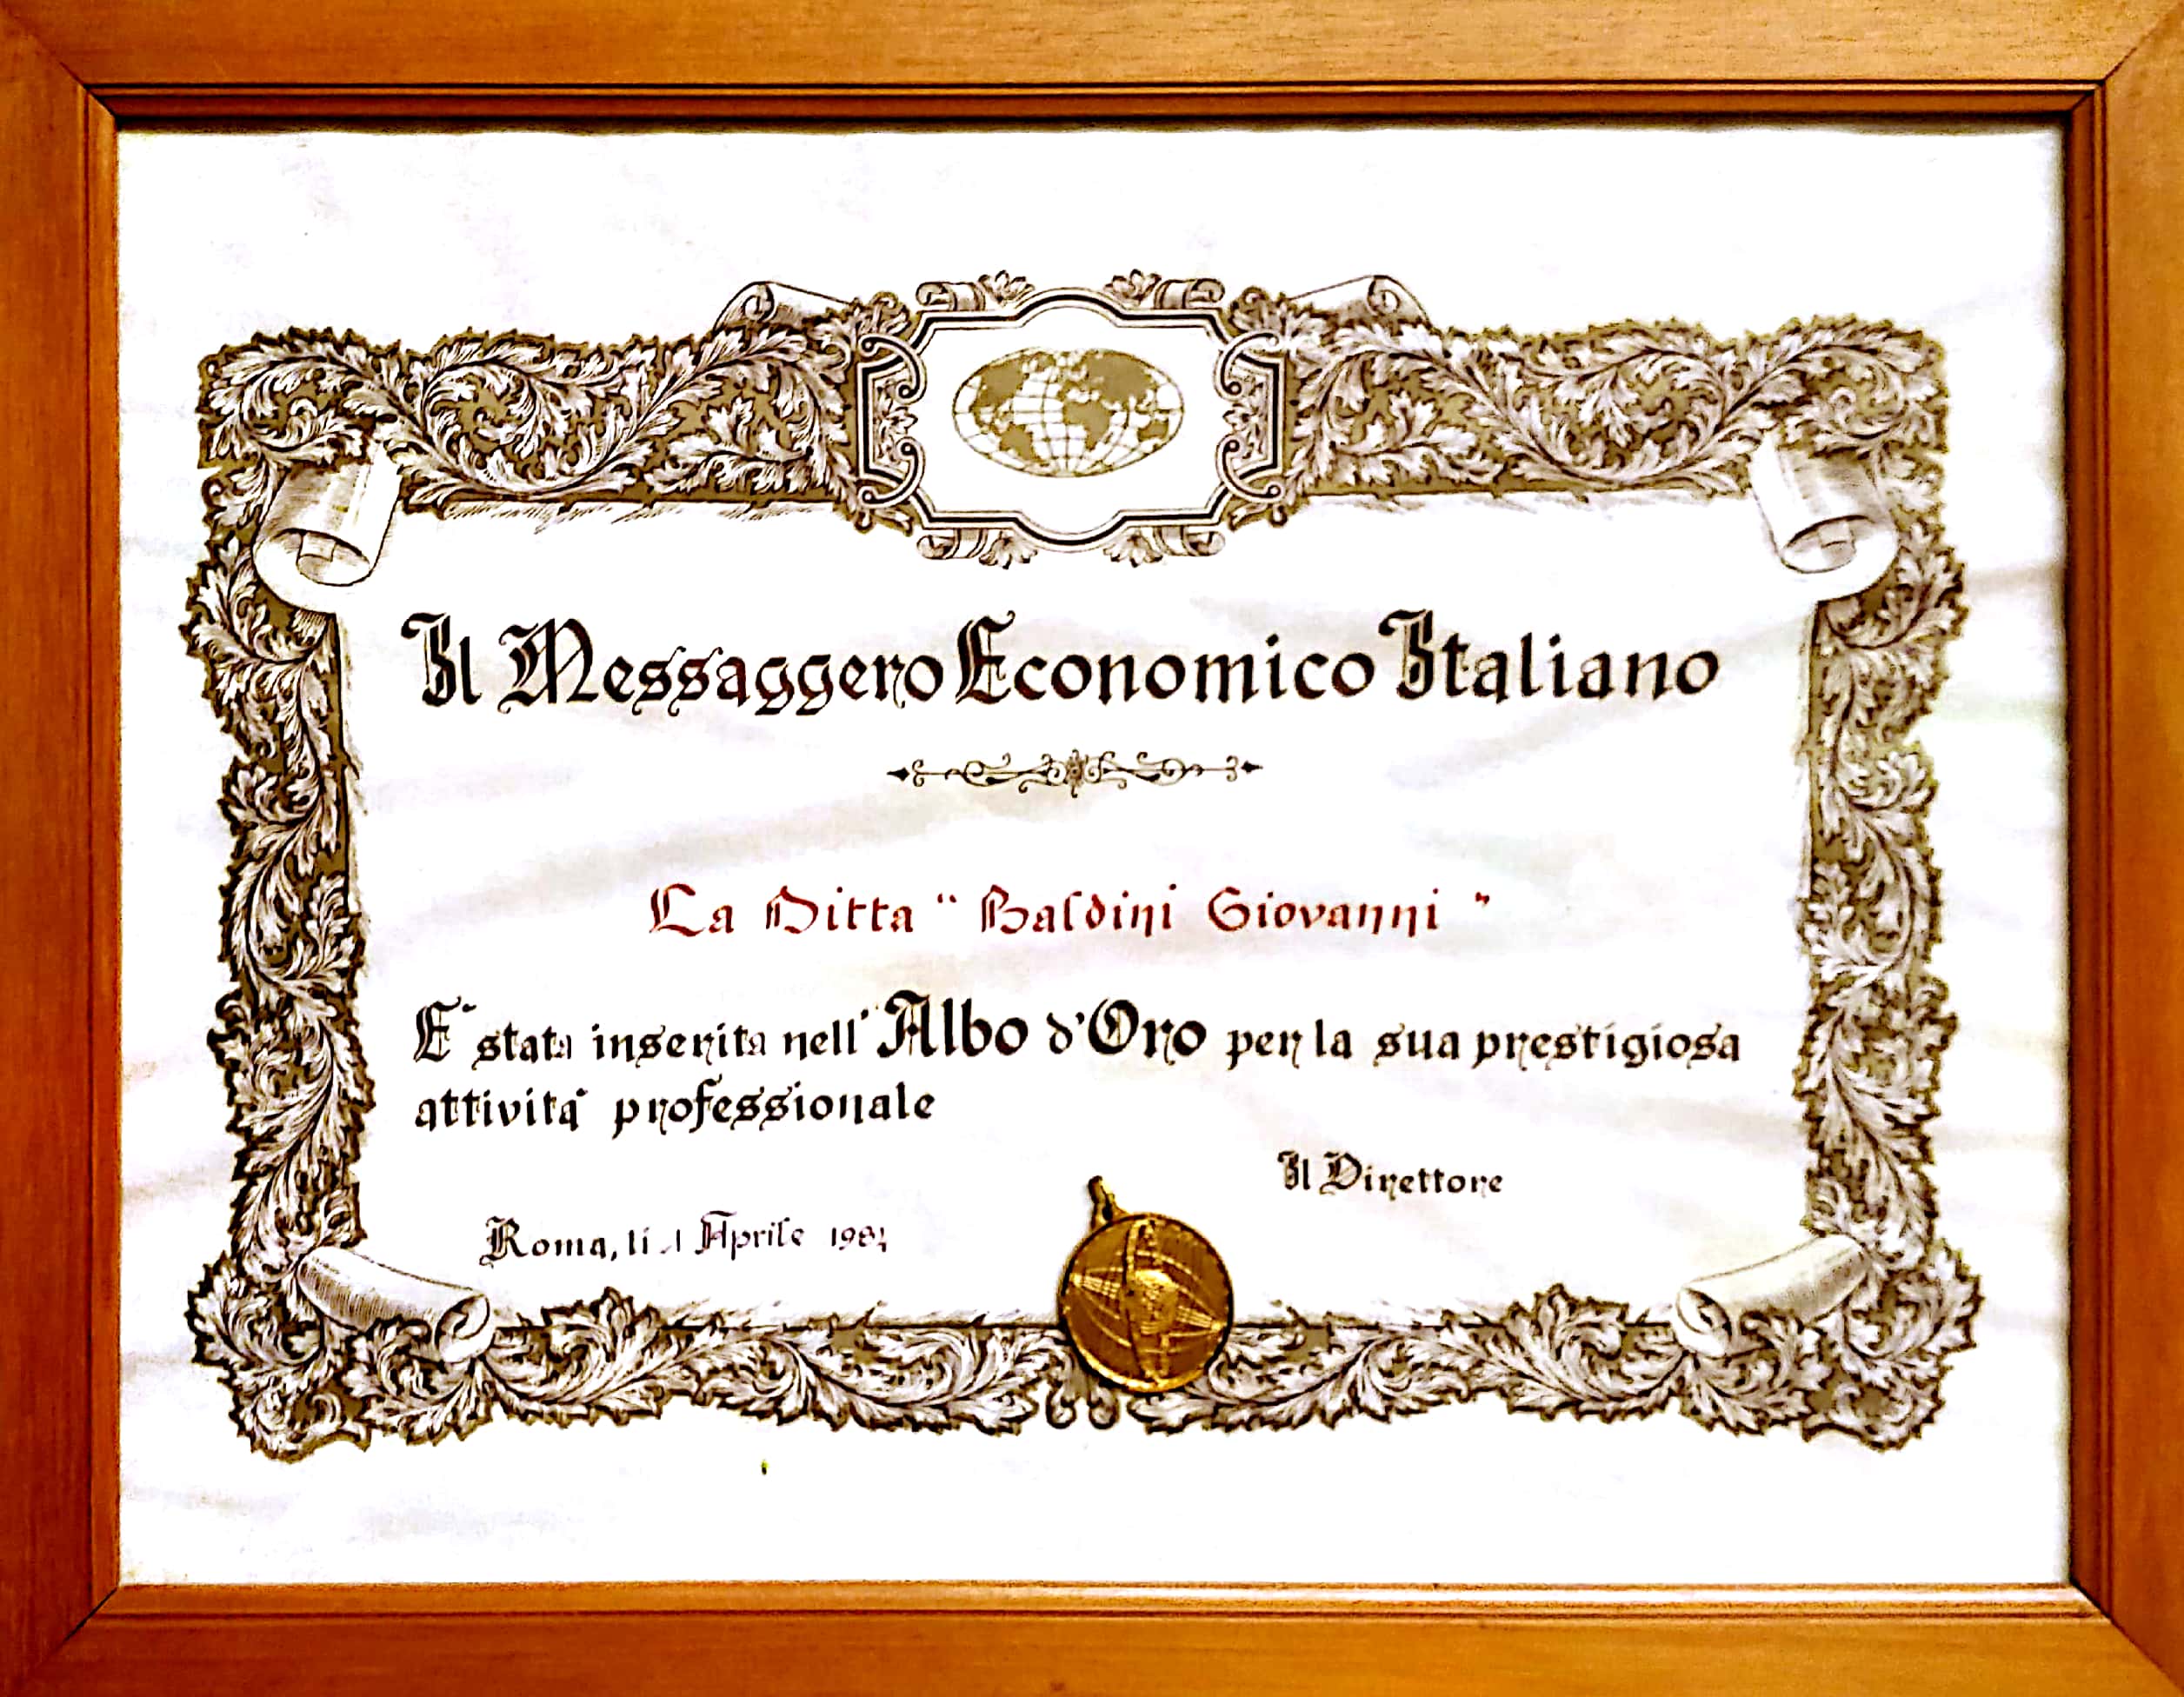 Il Messaggero Economico Italiano
La Ditta " Baldini Giovanni "
E' stata inserita nell' Albo d'Oro per la sua prestigiosa
attività professionale
Il Direttore
Roma, lì 1 Aprile 1984